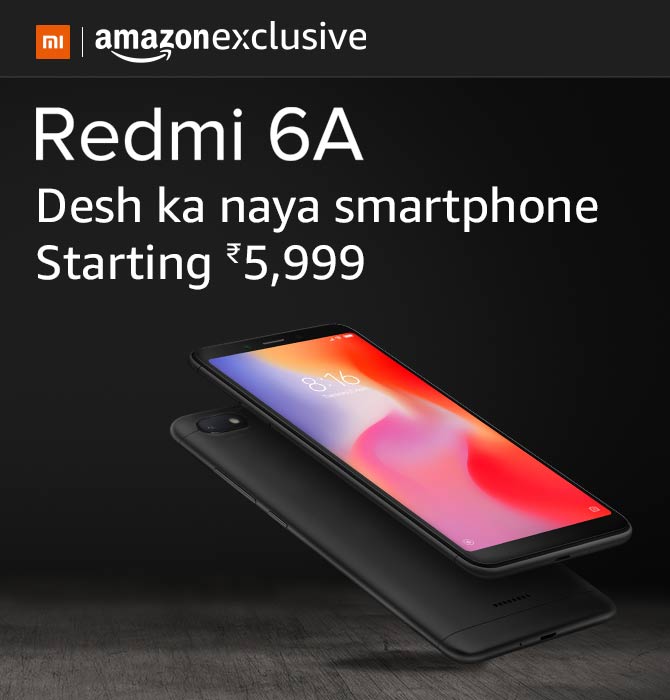 mi | amazonexclusive
Redmi 6A
Desh ka naya smartphone
Starting ₹5,999
8:16